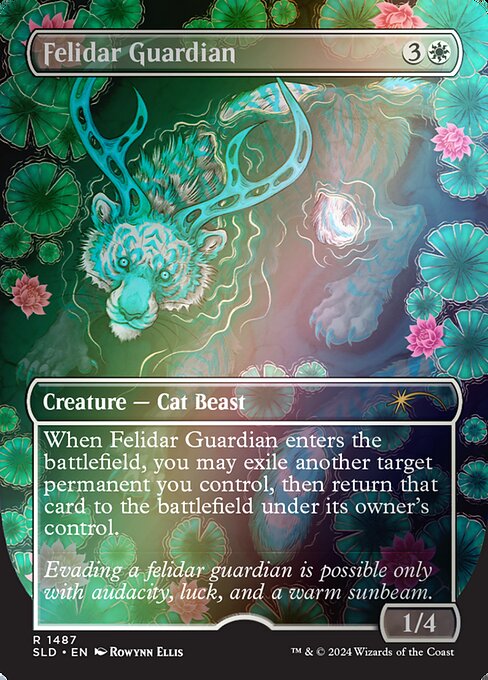 Felidar Guardian 3
Creature — Cat Beast
When Felidar Guardian enters the
battlefield, you may exile another target
permanent you control, then return that
card to the battlefield under its owner's
control.
Evading a felidar guardian is possible only
with audacity, luck, and a warm sunbeam.
1/4
R 1487
SLD • EN Rowynn Ellis
™ & © 2024 Wizards of the Coast